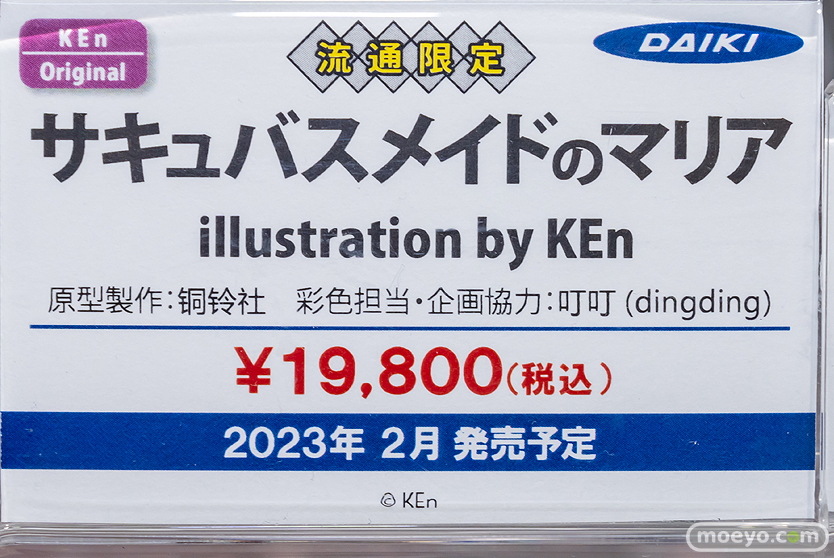 KEn
Original
流通限定
DAIKI
サキュバスメイドのマリア
illustration by KEn
原型製作：铜铃社　彩色担当・企画協力：叮叮 (dingding)
¥19,800(税込)
2023年 2月 発売予定
© KEn
moeyo.com